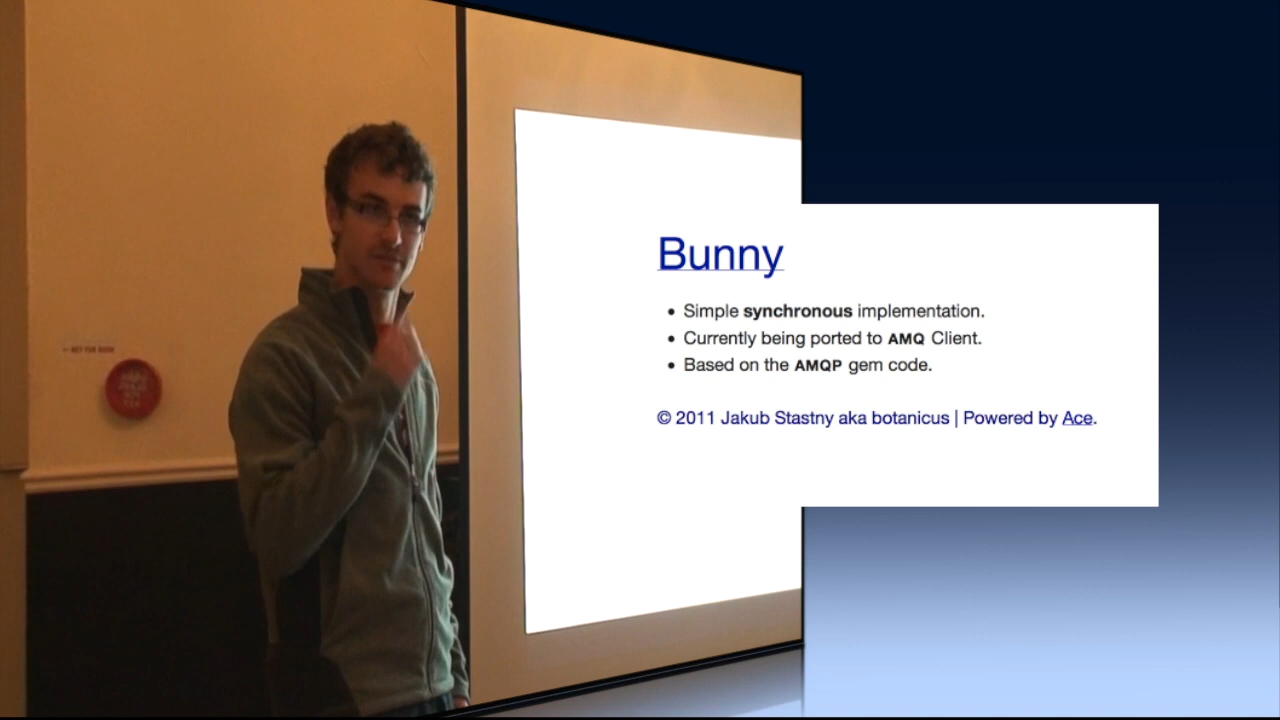 Bunny
Simple synchronous implementation.
Currently being ported to AMQ Client.
Based on the AMQP gem code.
© 2011 Jakub Stastny aka botanicus | Powered by Ace.